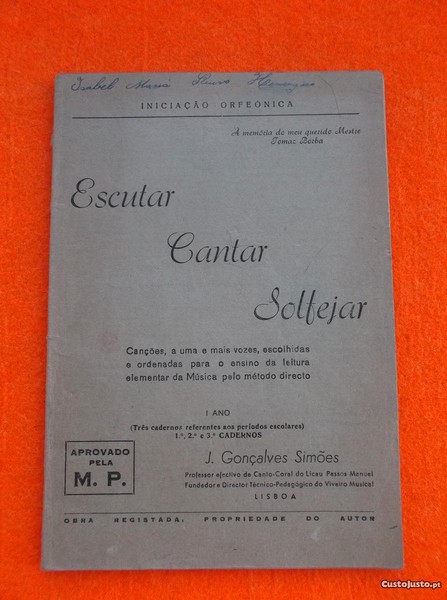 Isabel Maria
INICIAÇÃO ORFEÓNICA
A memória do meu querido Mestre
Tomaz Borba
Escutar
Cantar
Solfejar
Canções, a uma e mais vozes, escolhidas
e ordenadas para o ensino da leitura
elementar da Música pelo método directo
I ANO
(Três cadernos referentes aos períodos escolares)
1.º, 2.º e 3.º CADERNOS
APROVADO
PELA
M. P.
J. Gonçalves Simões
Professor efectivo de Canto-Coral do Liceu Passos Manuel
Fundador e Director Técnico-Pedagógico do Viveiro Musical
LISBOA
OBRA REGISTADA, PROPRIEDADE DO AUTOR
CustoJusto.pt